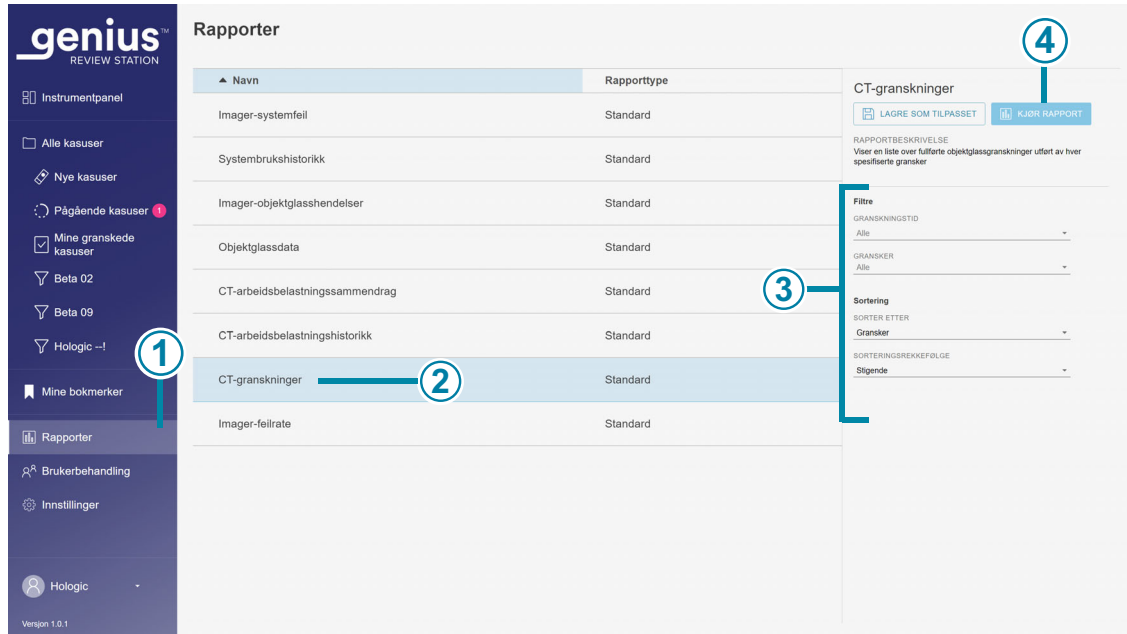 genius™
REVIEW STATION
Instrumentpanel
Alle kasuser
Nye kasuser
Pågående kasuser 1
Mine granskede
kasuser
Beta 02
Beta 09
Hologic --!
Mine bokmerker
Rapporter
Brukerbehandling
Innstillinger
Hologic
Versjon 1.0.1
1
Rapporter
Navn Rapporttype
Imager-systemfeil Standard
Systembrukshistorikk Standard
Imager-objektglasshendelser Standard
Objektglassdata Standard
CT-arbeidsbelastningssammendrag Standard
CT-arbeidsbelastningshistorikk Standard
CT-granskninger 2 Standard
Imager-feilrate Standard
4
CT-granskninger
LAGRE SOM TILPASSET KJØR RAPPORT
RAPPORTBESKRIVELSE
Viser en liste over fullførte objektglassgranskninger utført av hver
spesifiserte gransker
3
Filtre
GRANSKNINGSTID
Alle
GRANSKER
Alle
Sortering
SORTER ETTER
Gransker
SORTERINGSREKKEFØLGE
Stigende